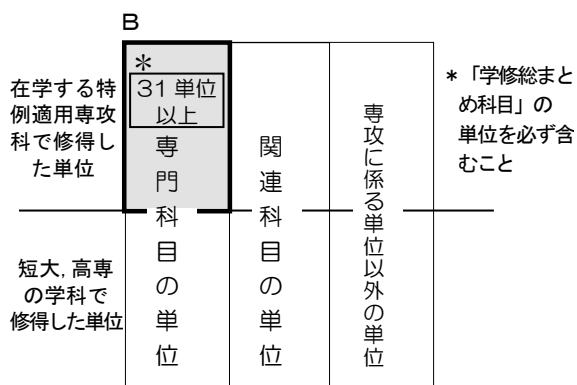 B
在学する特
例適用専攻
科で修得し
た単位
＊
31 単位
以上
専門科目の単位
関連科目の単位
専攻に係る単位以外の単位
＊「学修総まと
め科目」の
単位を必ず含
むこと
短大，高専
の学科で
修得した単位